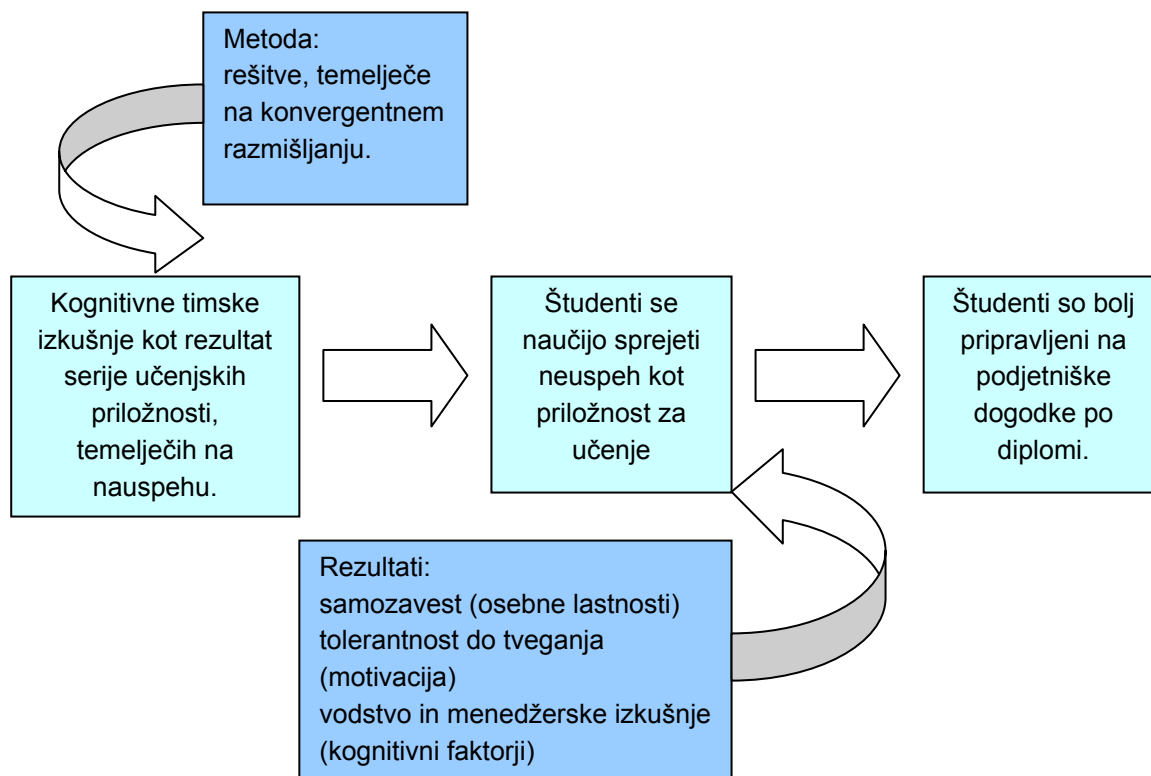 Metoda:
rešitve, temelječe
na konvergentnem
razmišljanju.
Kognitivne timske
izkušnje kot rezultat
serije učenjskih
priložnosti,
temelječih na
nauspehu.
Študenti se
naučijo sprejeti
neuspeh kot
priložnost za
učenje
Študenti so bolj
pripravljeni na
podjetniške
dogodke po
diplomi.
Rezultati:
samozavest (osebne lastnosti)
tolerantnost do tveganja
(motivacija)
vodstvo in menedžerske izkušnje
(kognitivni faktorji)